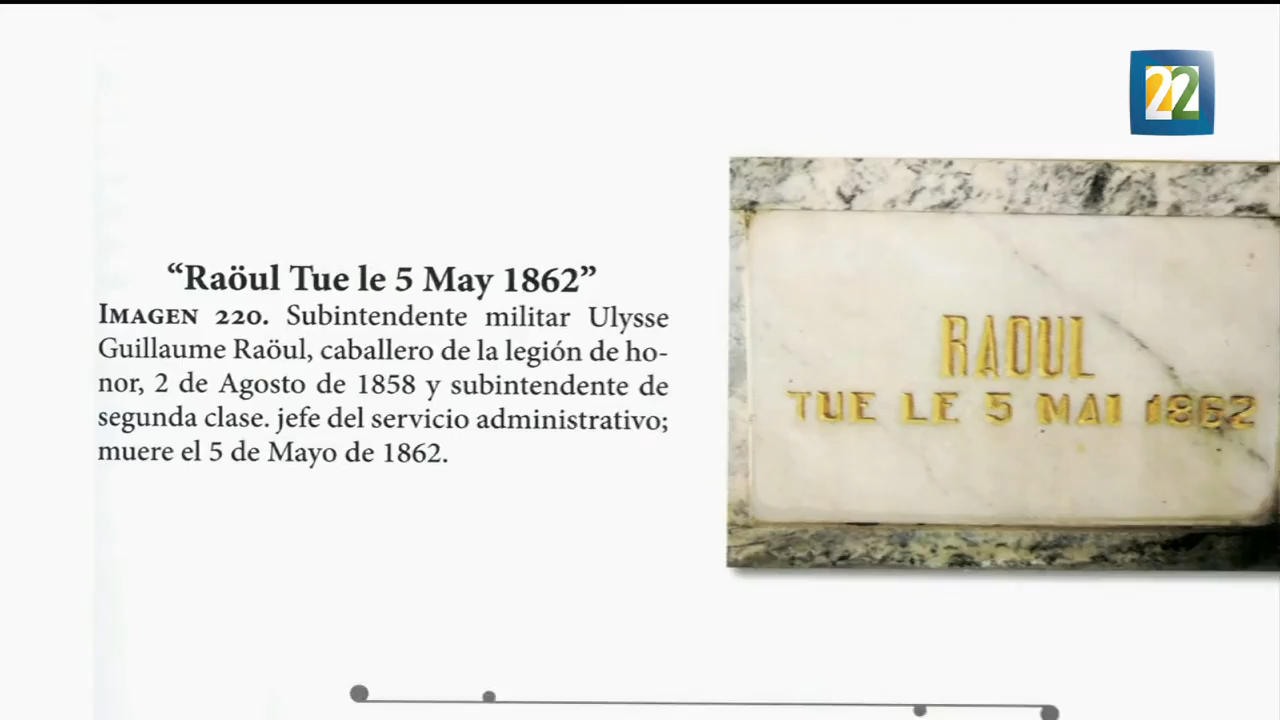 22
“Raöul Tue le 5 May 1862”
Imagen 220. Subintendente militar Ulysse
Guillaume Raöul, caballero de la legión de ho-
nor, 2 de Agosto de 1858 y subintendente de
segunda clase. jefe del servicio administrativo;
muere el 5 de Mayo de 1862.
RAOUL
TUE LE 5 MAI 1862